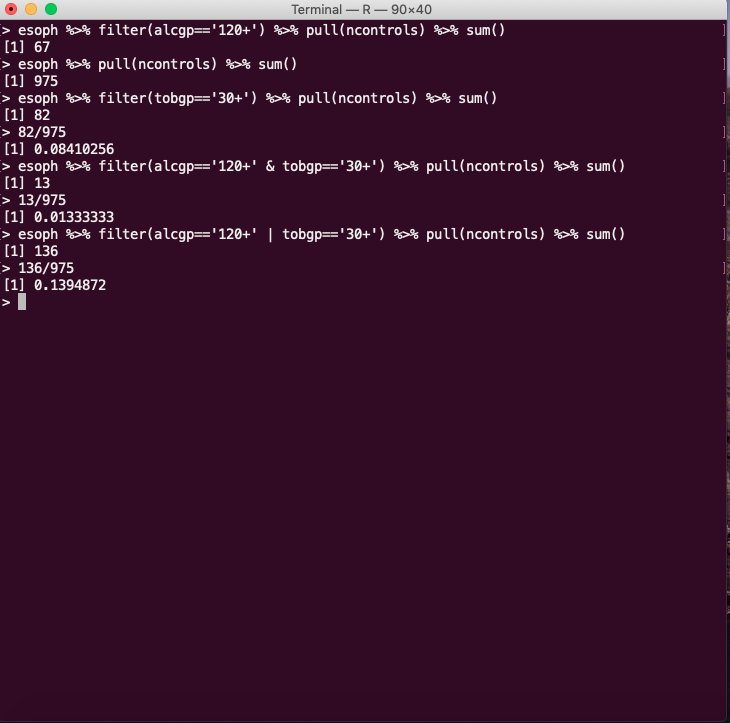 Terminal — R — 90×40
> esoph %>% filter(alcgp=='120+') %>% pull(ncontrols) %>% sum()
[1] 67
> esoph %>% pull(ncontrols) %>% sum()
[1] 975
> esoph %>% filter(tobgp=='30+') %>% pull(ncontrols) %>% sum()
[1] 82
> 82/975
[1] 0.08410256
> esoph %>% filter(alcgp=='120+' & tobgp=='30+') %>% pull(ncontrols) %>% sum()
[1] 13
> 13/975
[1] 0.01333333
> esoph %>% filter(alcgp=='120+' | tobgp=='30+') %>% pull(ncontrols) %>% sum()
[1] 136
> 136/975
[1] 0.1394872
>